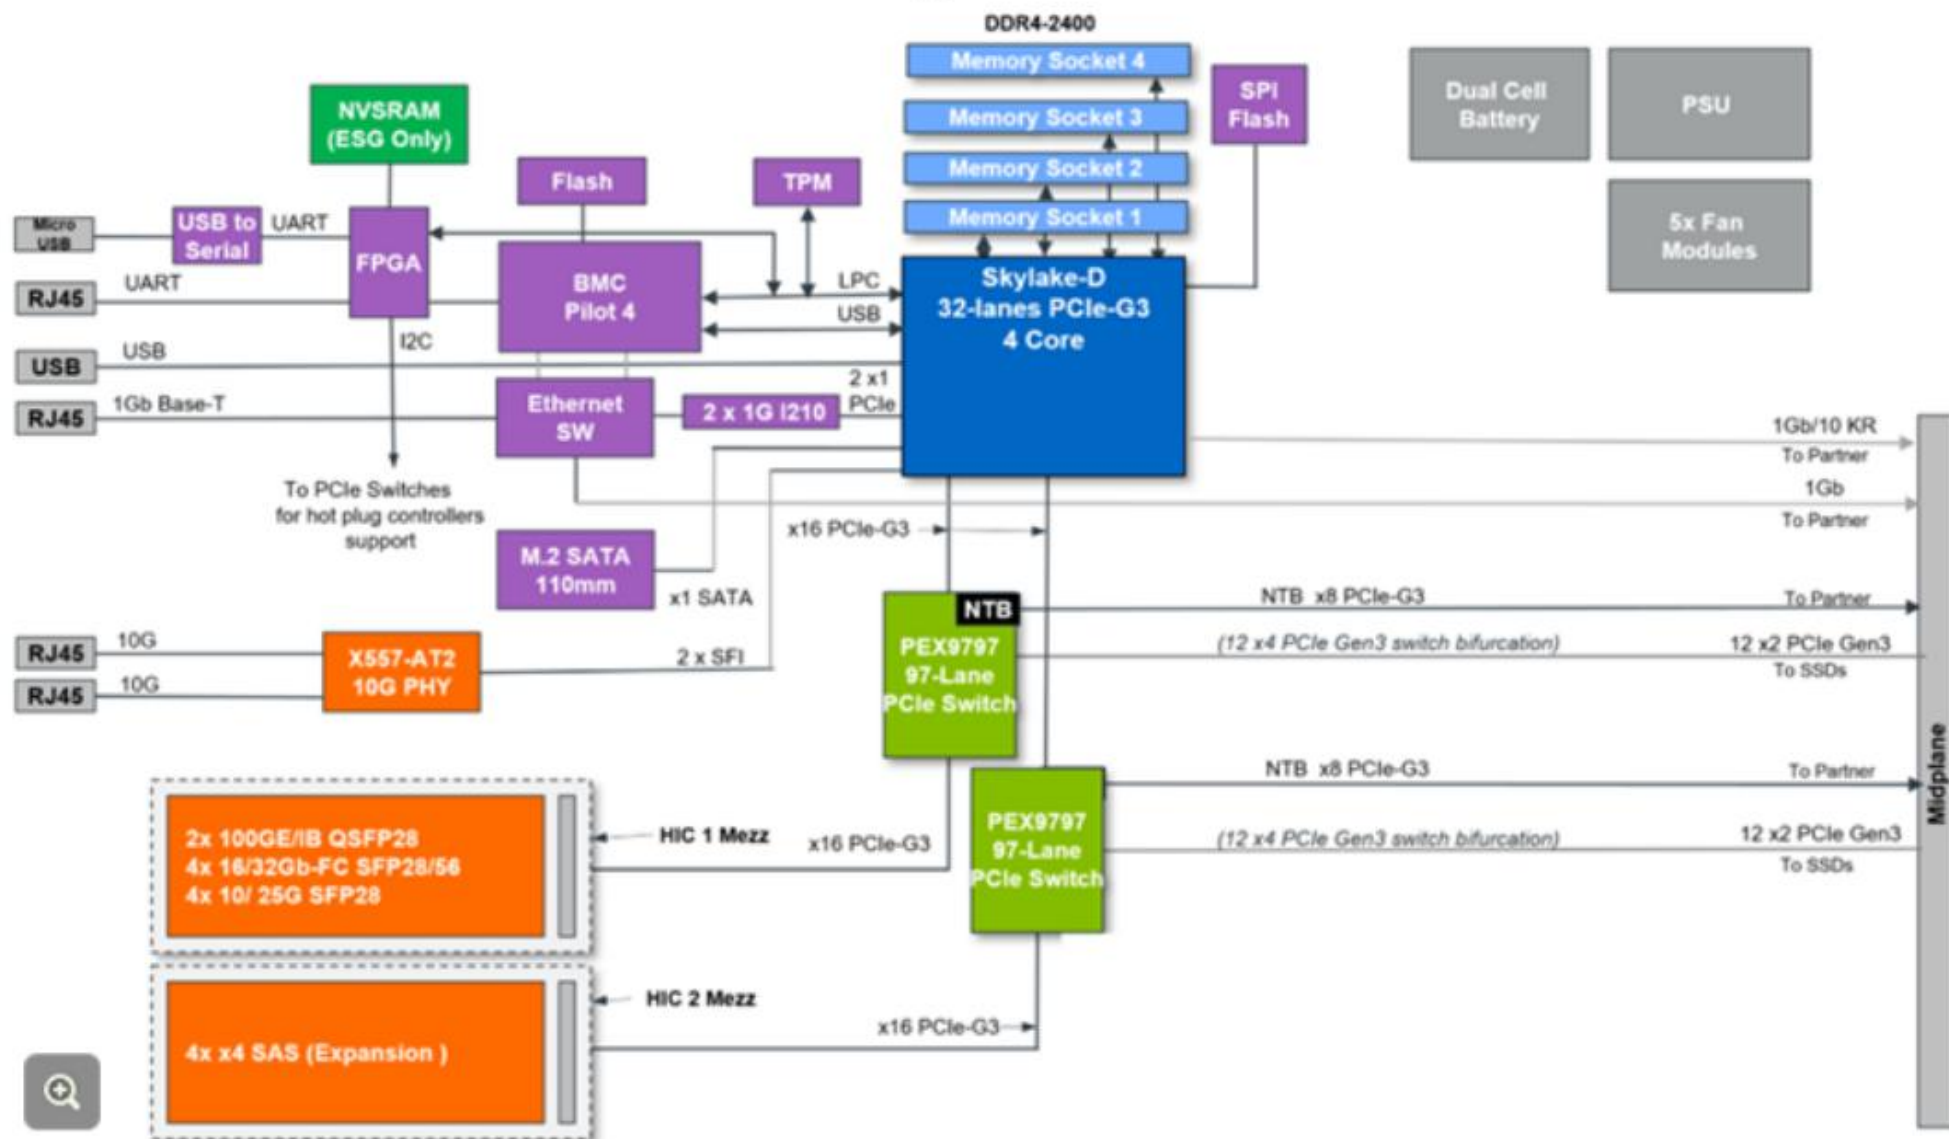 DDR4-2400
Memory Socket 4
Memory Socket 3
Memory Socket 2
Memory Socket 1
SPI
Flash
Dual Cell
Battery
PSU
5x Fan
Modules
NVSRAM
(ESG Only)
Flash
TPM
Micro
USB
USB to
Serial
UART
FPGA
BMC
Pilot 4
LPC
USB
Skylake-D
32-lanes PCIe-G3
4 Core
RJ45
UART
I2C
USB
USB
RJ45
1Gb Base-T
Ethernet
SW
2 x 1G I210
2 x1
PCIe
To PCIe Switches
for hot plug controllers
support
M.2 SATA
110mm
x1 SATA
x16 PCIe-G3
1Gb/10 KR
To Partner
1Gb
To Partner
RJ45
10G
RJ45
10G
X557-AT2
10G PHY
2 x SFI
NTB
PEX9797
97-Lane
PCIe Switch
NTB x8 PCIe-G3
To Partner
(12 x4 PCIe Gen3 switch bifurcation)
12 x2 PCIe Gen3
To SSDs
PEX9797
97-Lane
PCIe Switch
NTB x8 PCIe-G3
To Partner
(12 x4 PCIe Gen3 switch bifurcation)
12 x2 PCIe Gen3
To SSDs
Midplane
2x 100GE/IB QSFP28
4x 16/32Gb-FC SFP28/56
4x 10/ 25G SFP28
HIC 1 Mezz
x16 PCIe-G3
4x x4 SAS (Expansion )
HIC 2 Mezz
x16 PCIe-G3